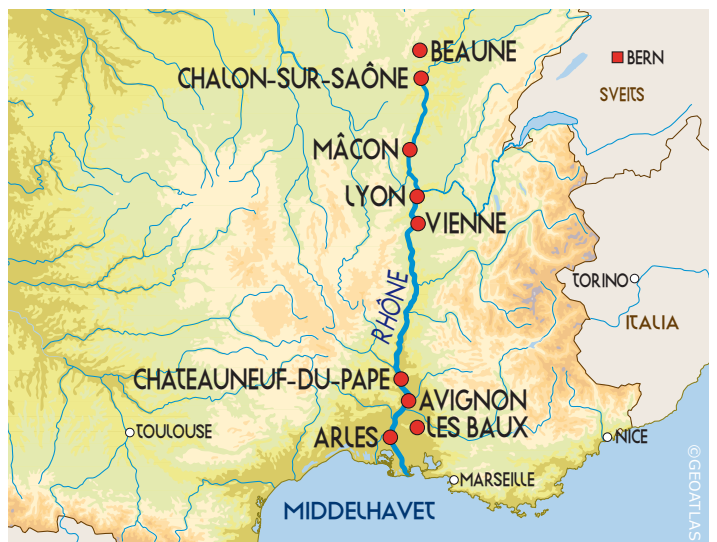 BEAUNE
BERN
CHALON-SUR-SAÔNE
SVEITS
MÂCON
LYON
VIENNE
TORINO
RHÔNE
ITALIA
CHATEAUNEUF-DU-PAPE
AVIGNON
LES BAUX
TOULOUSE
ARLES
NICE
MARSEILLE
MIDDELHAVET
©GEOATLAS